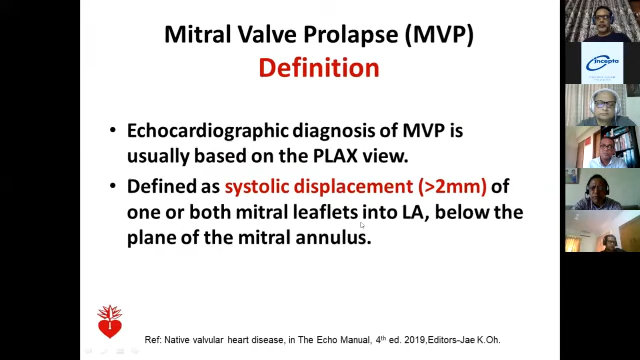 Mitral Valve Prolapse (MVP)
Definition
• Echocardiographic diagnosis of MVP is
usually based on the PLAX view.
• Defined as systolic displacement (>2mm) of
one or both mitral leaflets into LA, below the
plane of the mitral annulus.
Ref: Native valvular heart disease, in The Echo Manual, 4th ed. 2019,Editors-Jae K.Oh.
incepta